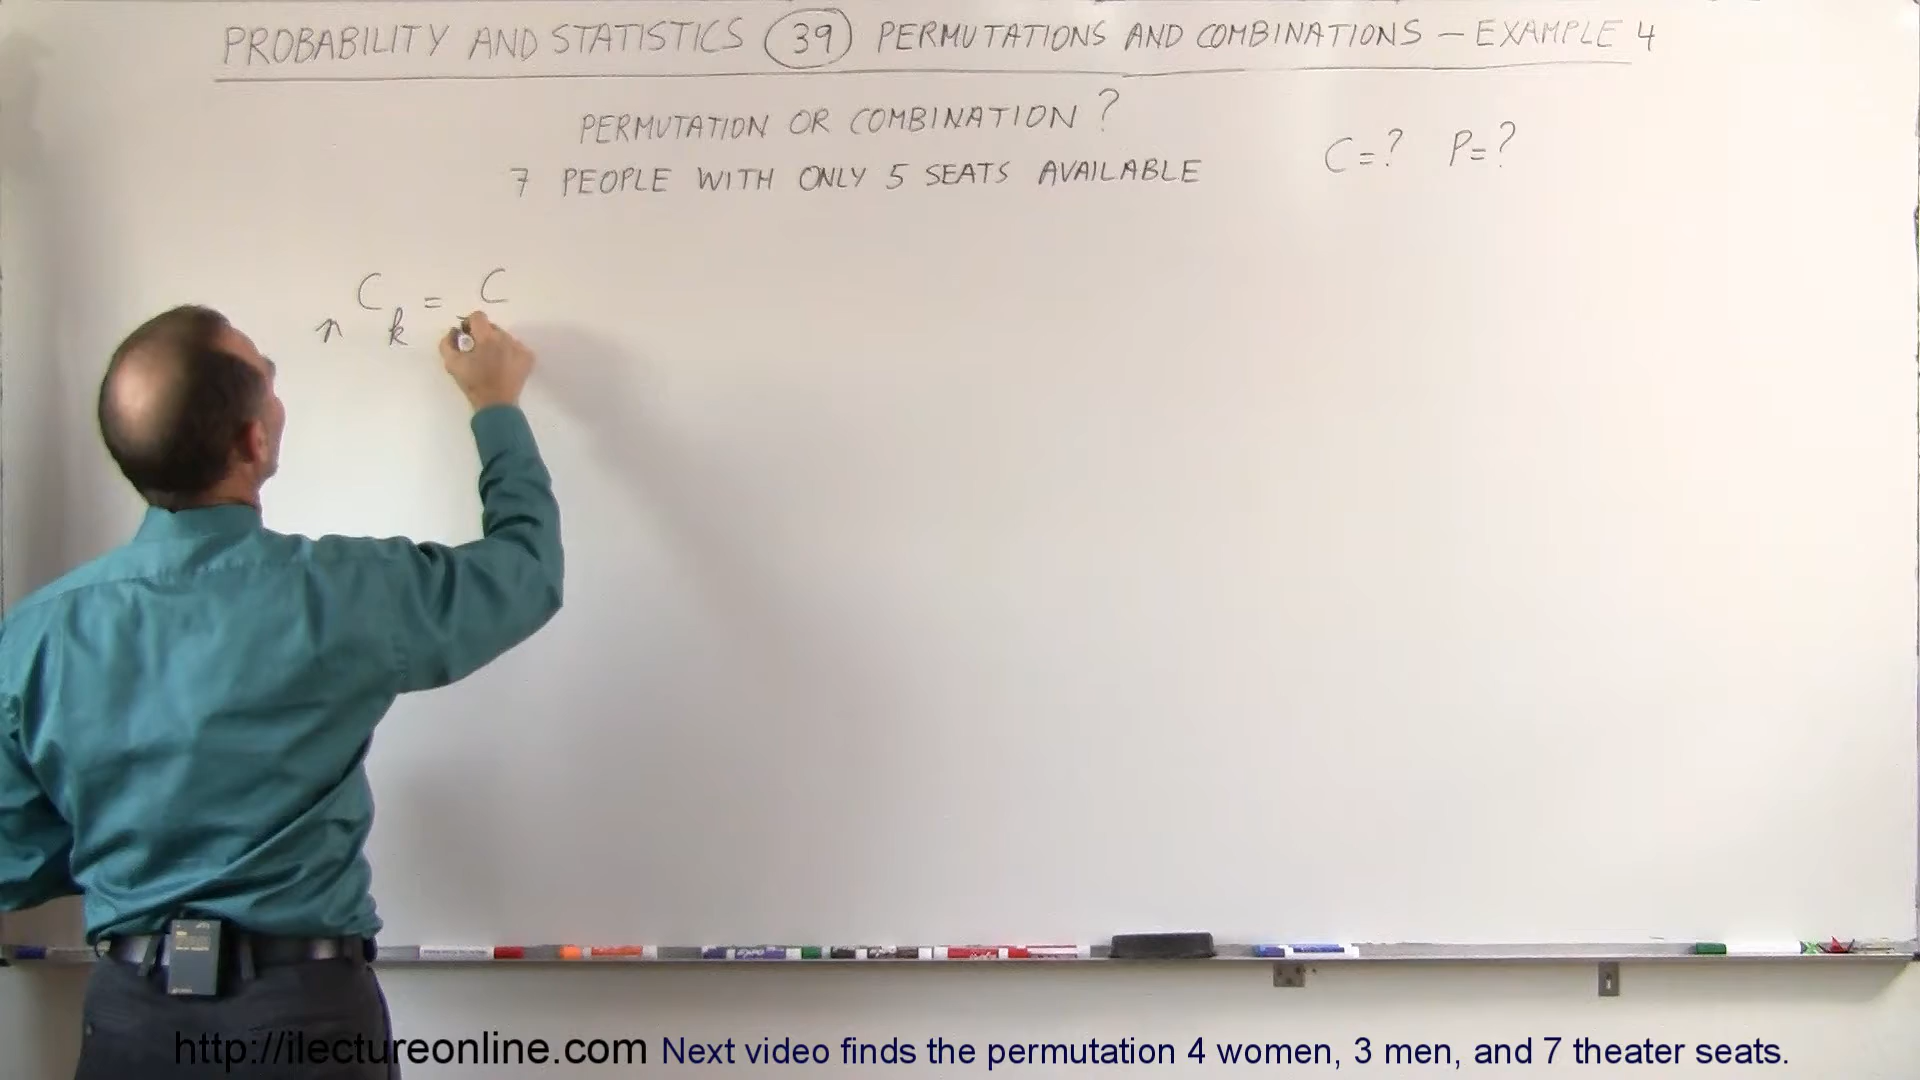 PROBABILITY AND STATISTICS 39 PERMUTATIONS AND COMBINATIONS – EXAMPLE 4
PERMUTATION OR COMBINATION ?
7 PEOPLE WITH ONLY 5 SEATS AVAILABLE
C=? P=?
n C k = C
http://ilectureonline.com Next video finds the permutation 4 women, 3 men, and 7 theater seats.